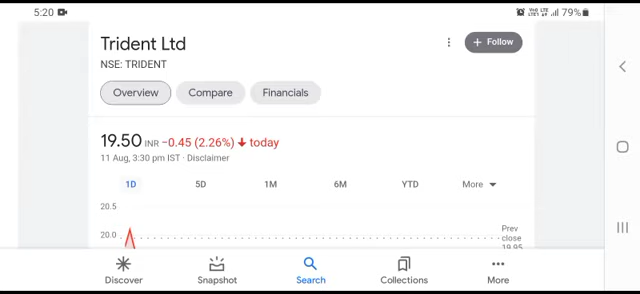 5:20
79%
Trident Ltd
+ Follow
NSE: TRIDENT
Overview Compare Financials
19.50 INR −0.45 (2.26%) ↓ today
11 Aug, 3:30 pm IST · Disclaimer
1D 5D 1M 6M YTD More
20.5
20.0
Prev
close
19.95
Discover Snapshot Search Collections More